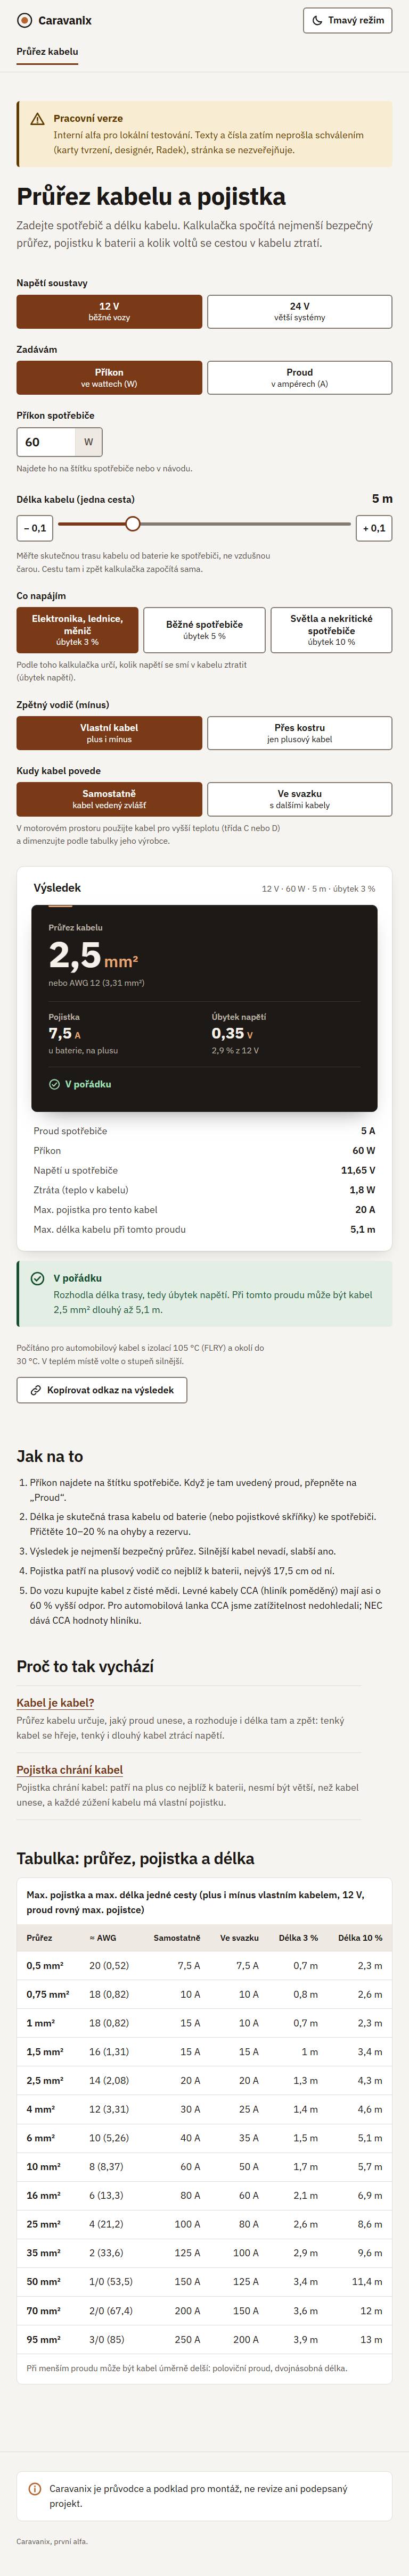 Caravanix
Tmavý režim
Průřez kabelu
Pracovní verze
Interní alfa pro lokální testování. Texty a čísla zatím neprošla schválením
(karty tvrzení, designér, Radek), stránka se nezveřejňuje.
Průřez kabelu a pojistka
Zadejte spotřebič a délku kabelu. Kalkulačka spočítá nejmenší bezpečný
průřez, pojistku k baterii a kolik voltů se cestou v kabelu ztratí.
Napětí soustavy
12 V
běžné vozy
24 V
větší systémy
Zadávám
Příkon
ve wattech (W)
Proud
v ampérech (A)
Příkon spotřebiče
60 W
Najdete ho na štítku spotřebiče nebo v návodu.
Délka kabelu (jedna cesta) 5 m
− 0,1
+ 0,1
Měřte skutečnou trasu kabelu od baterie ke spotřebiči, ne vzdušnou
čarou. Cestu tam i zpět kalkulačka započítá sama.
Co napájím
Elektronika, lednice,
měnič
úbytek 3 %
Běžné spotřebiče
úbytek 5 %
Světla a nekritické
spotřebiče
úbytek 10 %
Podle toho kalkulačka určí, kolik napětí se smí v kabelu ztratit
(úbytek napětí).
Zpětný vodič (mínus)
Vlastní kabel
plus i mínus
Přes kostru
jen plusový kabel
Kudy kabel povede
Samostatně
kabel vedený zvlášť
Ve svazku
s dalšími kabely
V motorovém prostoru použijte kabel pro vyšší teplotu (třída C nebo D)
a dimenzujte podle tabulky jeho výrobce.
Výsledek 12 V · 60 W · 5 m · úbytek 3 %
Průřez kabelu
2,5 mm²
nebo AWG 12 (3,31 mm²)
Pojistka
7,5 A
u baterie, na plusu
Úbytek napětí
0,35 V
2,9 % z 12 V
V pořádku
Proud spotřebiče 5 A
Příkon 60 W
Napětí u spotřebiče 11,65 V
Ztráta (teplo v kabelu) 1,8 W
Max. pojistka pro tento kabel 20 A
Max. délka kabelu při tomto proudu 5,1 m
V pořádku
Rozhodla délka trasy, tedy úbytek napětí. Při tomto proudu může být kabel
2,5 mm² dlouhý až 5,1 m.
Počítáno pro automobilový kabel s izolací 105 °C (FLRY) a okolí do
30 °C. V teplém místě volte o stupeň silnější.
Kopírovat odkaz na výsledek
Jak na to
1. Příkon najdete na štítku spotřebiče. Když je tam uvedený proud, přepněte na
„Proud“.
2. Délka je skutečná trasa kabelu od baterie (nebo pojistkové skříňky) ke spotřebiči.
Přičtěte 10–20 % na ohyby a rezervu.
3. Výsledek je nejmenší bezpečný průřez. Silnější kabel nevadí, slabší ano.
4. Pojistka patří na plusový vodič co nejblíž k baterii, nejvýš 17,5 cm od ní.
5. Do vozu kupujte kabel z čisté mědi. Levné kabely CCA (hliník poměděný) mají asi o
60 % vyšší odpor. Pro automobilová lanka CCA jsme zatížitelnost nedohledali; NEC
dává CCA hodnoty hliníku.
Proč to tak vychází
Kabel je kabel?
Průřez kabelu určuje, jaký proud unese, a rozhoduje i délka tam a zpět: tenký
kabel se hřeje, tenký i dlouhý kabel ztrácí napětí.
Pojistka chrání kabel
Pojistka chrání kabel: patří na plus co nejblíž k baterii, nesmí být větší, než kabel
unese, a každé zúžení kabelu má vlastní pojistku.
Tabulka: průřez, pojistka a délka
Max. pojistka a max. délka jedné cesty (plus i mínus vlastním kabelem, 12 V,
proud rovný max. pojistce)
Průřez ≈ AWG Samostatně Ve svazku Délka 3 % Délka 10 %
0,5 mm² 20 (0,52) 7,5 A 7,5 A 0,7 m 2,3 m
0,75 mm² 18 (0,82) 10 A 10 A 0,8 m 2,6 m
1 mm² 18 (0,82) 15 A 10 A 0,7 m 2,3 m
1,5 mm² 16 (1,31) 15 A 15 A 1 m 3,4 m
2,5 mm² 14 (2,08) 20 A 20 A 1,3 m 4,3 m
4 mm² 12 (3,31) 30 A 25 A 1,4 m 4,6 m
6 mm² 10 (5,26) 40 A 35 A 1,5 m 5,1 m
10 mm² 8 (8,37) 60 A 50 A 1,7 m 5,7 m
16 mm² 6 (13,3) 80 A 60 A 2,1 m 6,9 m
25 mm² 4 (21,2) 100 A 80 A 2,6 m 8,6 m
35 mm² 2 (33,6) 125 A 100 A 2,9 m 9,6 m
50 mm² 1/0 (53,5) 150 A 125 A 3,4 m 11,4 m
70 mm² 2/0 (67,4) 200 A 150 A 3,6 m 12 m
95 mm² 3/0 (85) 250 A 200 A 3,9 m 13 m
Při menším proudu může být kabel úměrně delší: poloviční proud, dvojnásobná délka.
Caravanix je průvodce a podklad pro montáž, ne revize ani podepsaný
projekt.
Caravanix, první alfa.